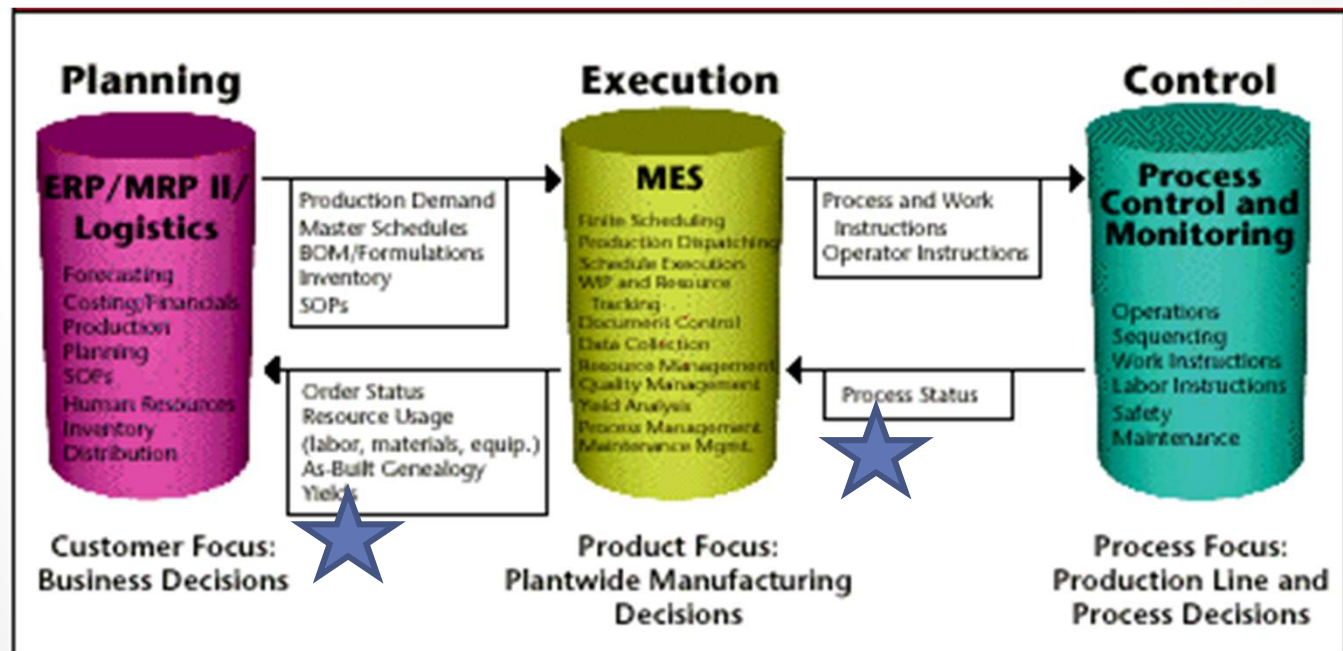 Planning
ERP/MRP II/
Logistics
Forecasting
Costing/Financials
Production
Planning
SOPs
Human Resources
Inventory
Distribution
Customer Focus:
Business Decisions
Production Demand
Master Schedules
BOM/Formulations
Inventory
SOPs
Order Status
Resource Usage
(labor, materials, equip.)
As-Built Genealogy
Yields
Execution
MES
Finite Scheduling
Production Dispatching
Schedule Execution
WIP and Resource
Tracking
Document Control
Data Collection
Resource Management
Quality Management
Yield Analysis
Process Management
Maintenance Mgmt.
Product Focus:
Plantwide Manufacturing
Decisions
Process and Work
Instructions
Operator Instructions
Process Status
Control
Process
Control and
Monitoring
Operations
Sequencing
Work Instructions
Labor Instructions
Safety
Maintenance
Process Focus:
Production Line and
Process Decisions